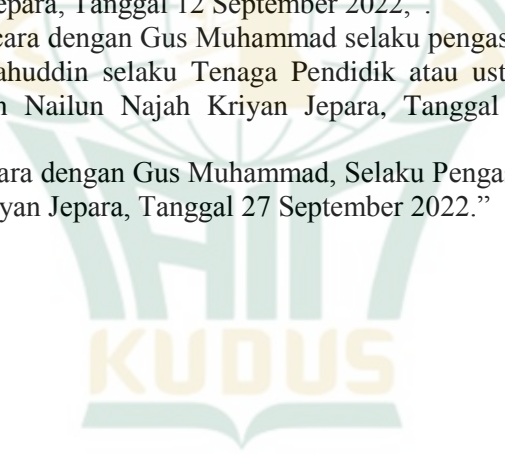 epara, Tanggal 12 September 2022, .
cara dengan Gus Muhammad selaku pengas
ahuddin selaku Tenaga Pendidik atau ust
n Nailun Najah Kriyan Jepara, Tanggal
ara dengan Gus Muhammad, Selaku Pengas
yan Jepara, Tanggal 27 September 2022.”
KUDUS